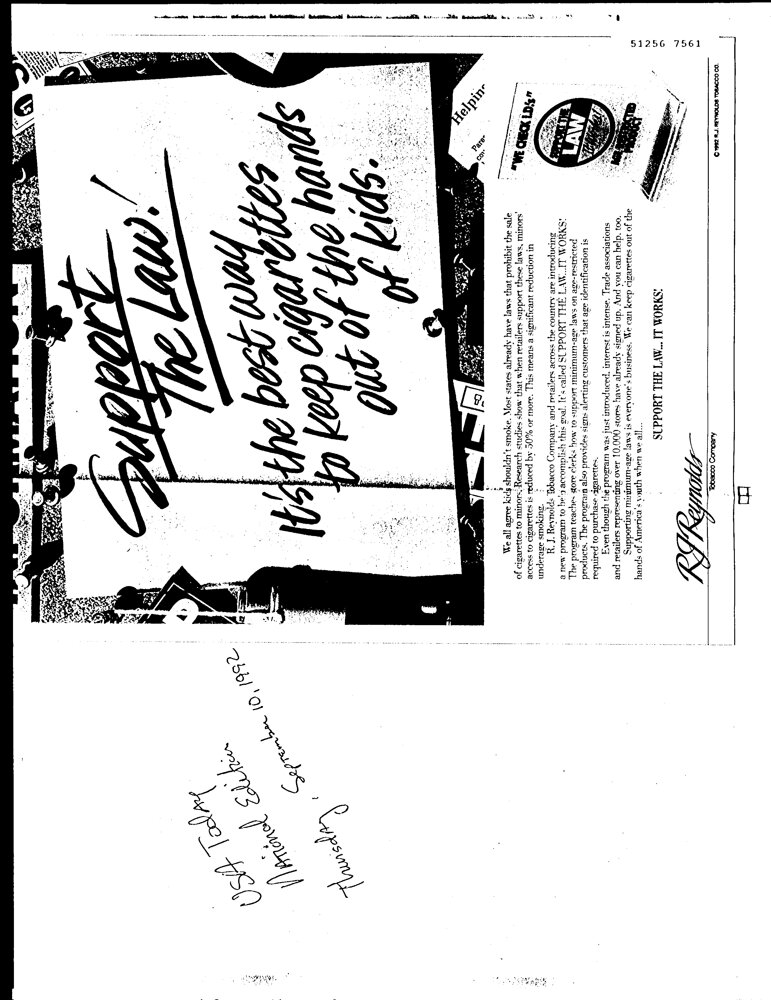 51256 7561
Support
The Law!
It's the best way
to keep cigarettes
out of the hands
of kids.
Helping
"WE CHECK I.D.'s"
SUPPORT THE
LAW
We all agree kids shouldn't smoke. Most states already have laws that prohibit the sale
of cigarettes to minors. Research studies show that when retailers support these laws, minors'
access to cigarettes is reduced by 50% or more. This means a significant reduction in
underage smoking.
R. J. Reynolds Tobacco Company and retailers across the country are introducing
a new program to help accomplish this goal. It's called SUPPORT THE LAW...IT WORKS!
The program teaches store clerks how to support minimum-age laws on age-restricted
products. The program also provides signs alerting customers that age identification is
required to purchase cigarettes.
Even though the program was just introduced, interest is intense. Trade associations
and retailers representing over 10,000 stores have already signed up. And you can help, too.
Supporting minimum-age laws is everyone's business. We can keep cigarettes out of the
hands of America's youth when we all...
SUPPORT THE LAW...IT WORKS!
RJReynolds
Tobacco Company
© 1992 R.J. REYNOLDS TOBACCO CO.
USA Today
National Edition
Thursday, September 10, 1992